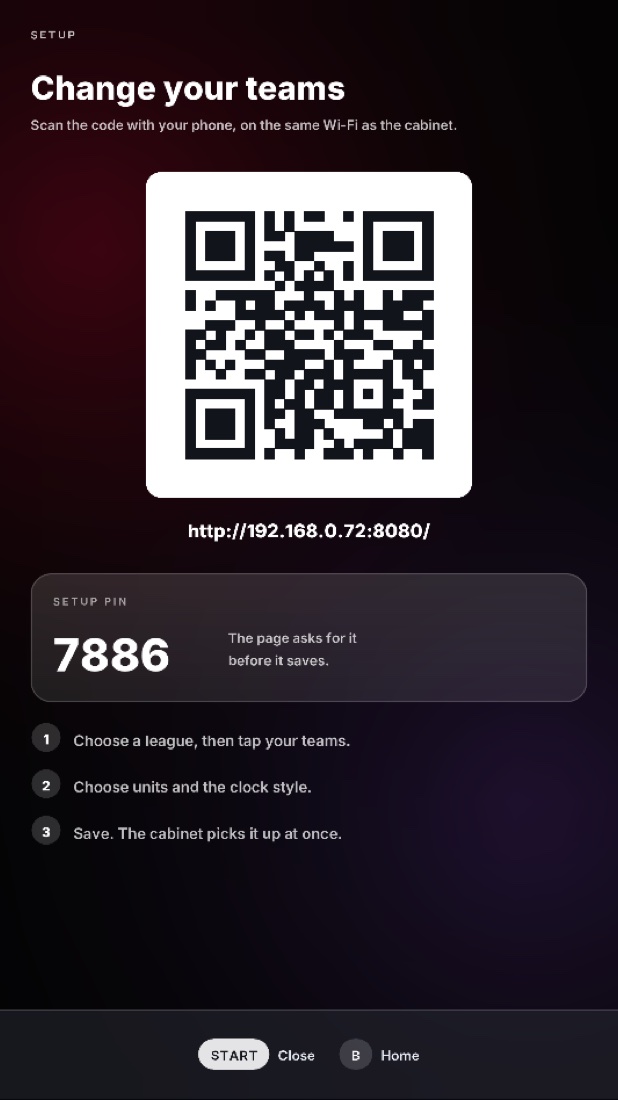 SETUP
Change your teams
Scan the code with your phone, on the same Wi-Fi as the cabinet.
http://192.168.0.72:8080/
SETUP PIN
7886
The page asks for it
before it saves.
1 Choose a league, then tap your teams.
2 Choose units and the clock style.
3 Save. The cabinet picks it up at once.
START Close B Home